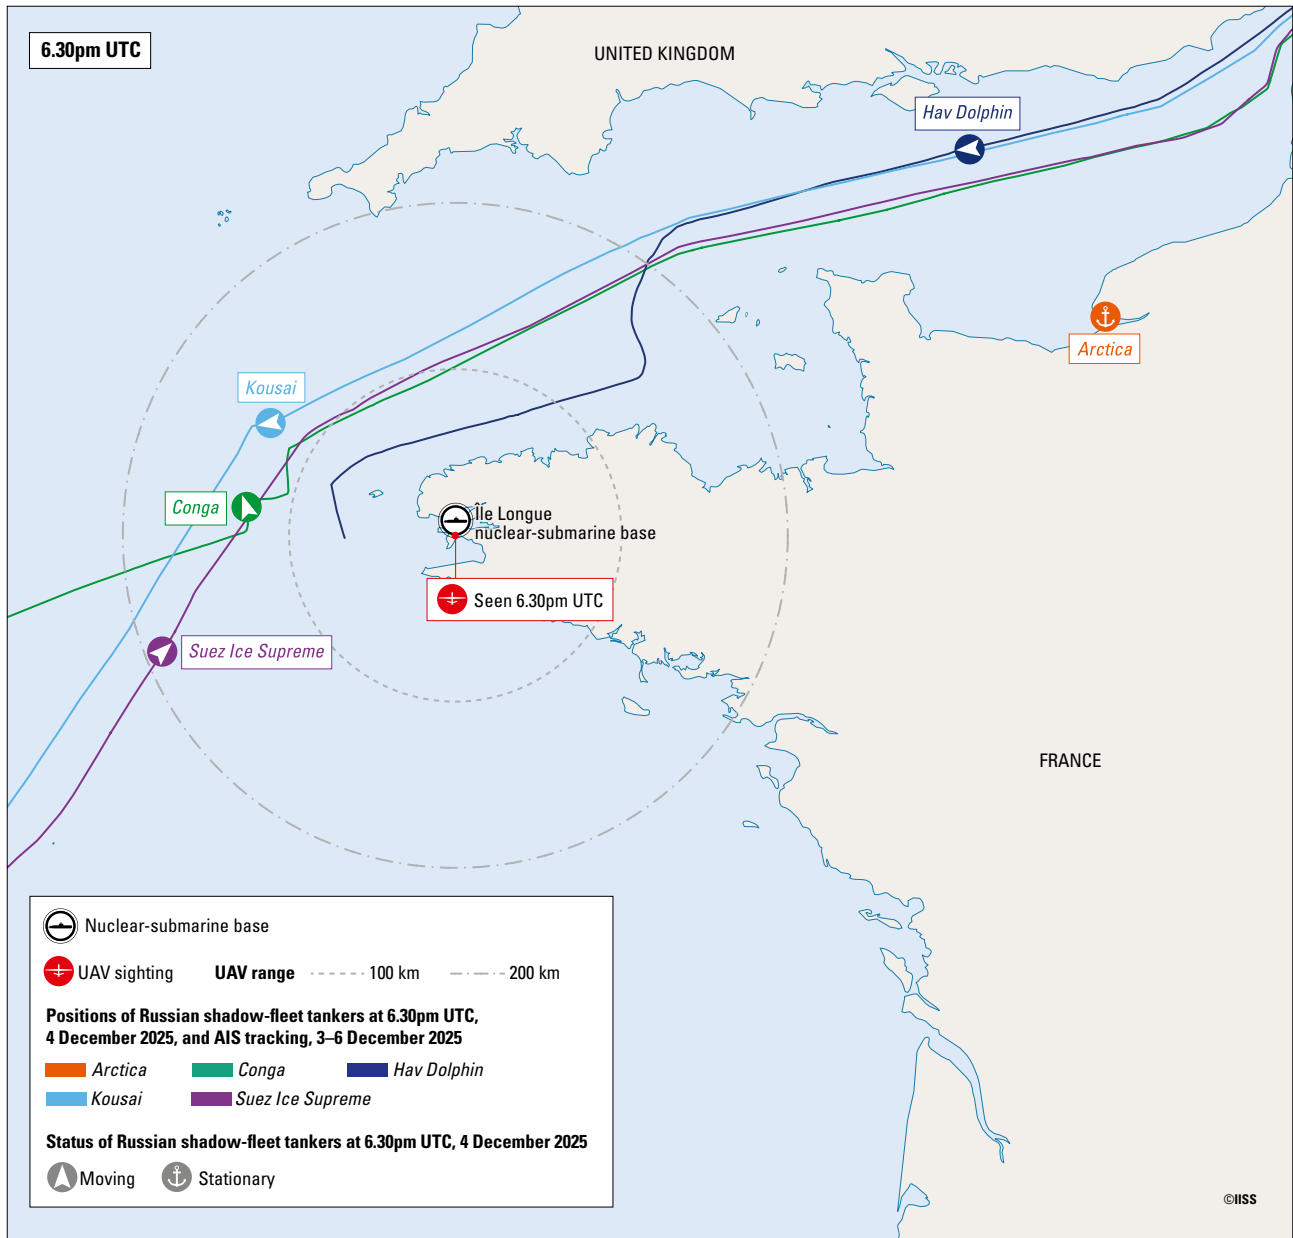 6.30pm UTC
UNITED KINGDOM
Hav Dolphin
Arctica
Kousai
Conga
Île Longue
nuclear-submarine base
Seen 6.30pm UTC
Suez Ice Supreme
FRANCE
Nuclear-submarine base
UAV sighting UAV range 100 km 200 km
Positions of Russian shadow-fleet tankers at 6.30pm UTC,
4 December 2025, and AIS tracking, 3–6 December 2025
Arctica Conga Hav Dolphin
Kousai Suez Ice Supreme
Status of Russian shadow-fleet tankers at 6.30pm UTC, 4 December 2025
Moving Stationary
©IISS